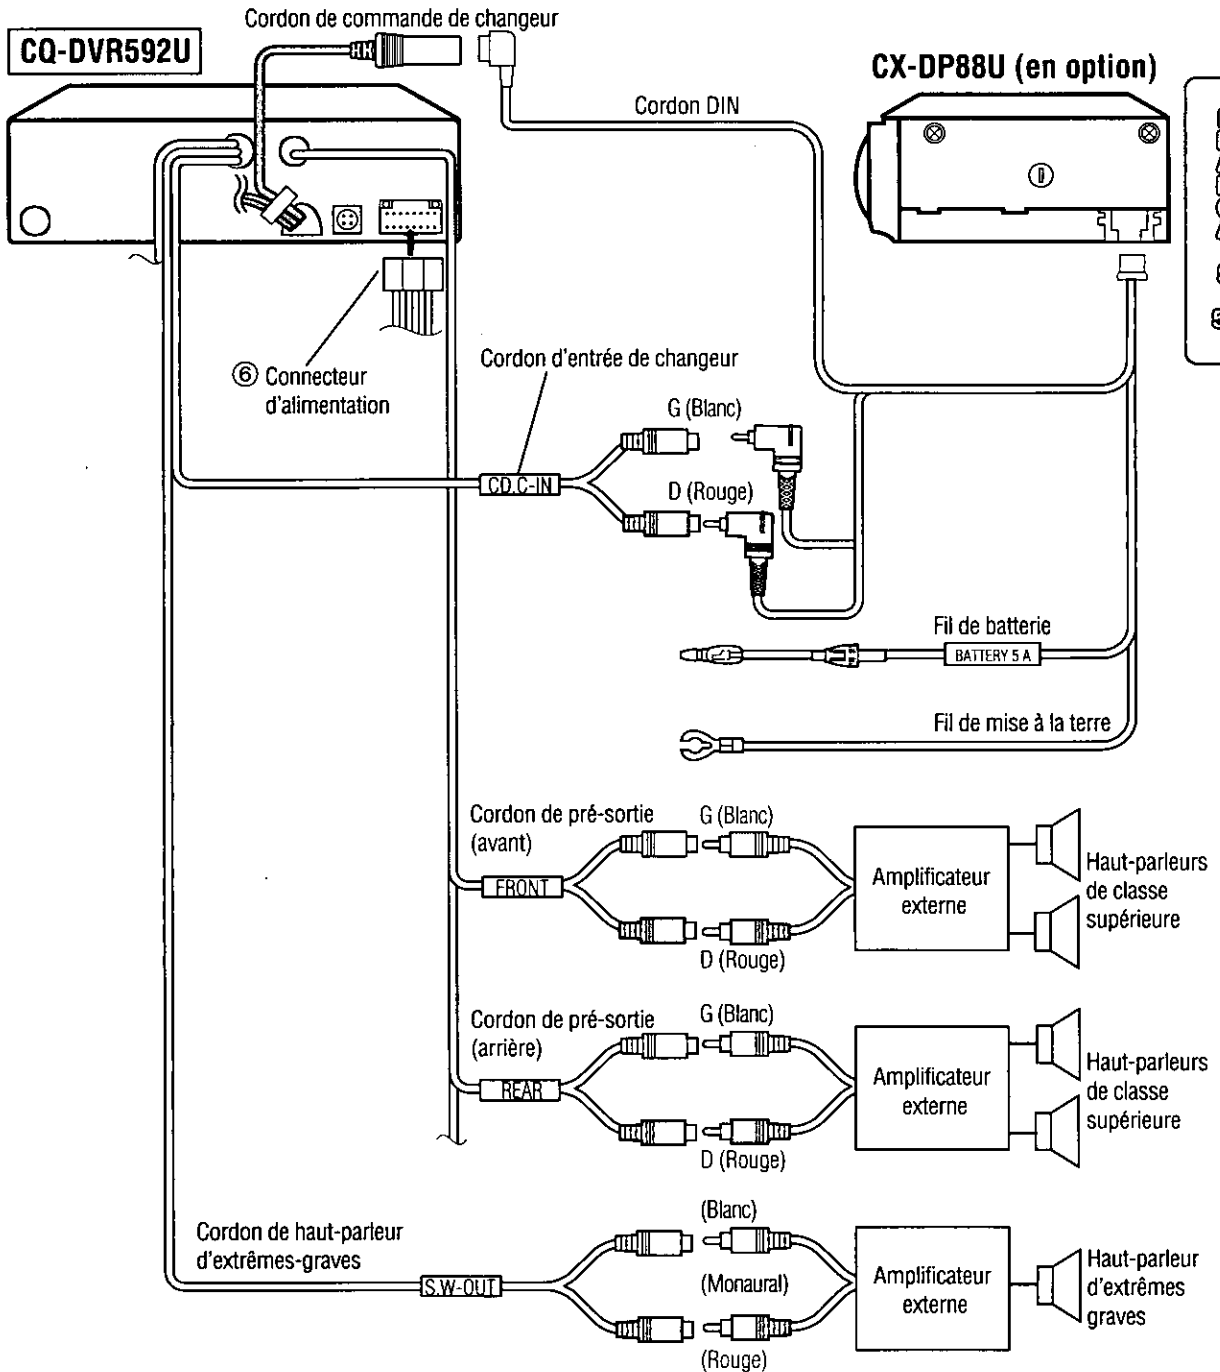 Cordon de commande de changeur
CQ-DVR592U
CX-DP88U (en option)
Cordon DIN
⑥ Connecteur
d'alimentation
Cordon d'entrée de changeur
G (Blanc)
CD.C-IN
D (Rouge)
Fil de batterie
BATTERY 5 A
Fil de mise à la terre
Cordon de pré-sortie
(avant)
G (Blanc)
FRONT
D (Rouge)
Amplificateur
externe
Haut-parleurs
de classe
supérieure
Cordon de pré-sortie
(arrière)
G (Blanc)
REAR
D (Rouge)
Amplificateur
externe
Haut-parleurs
de classe
supérieure
Cordon de haut-parleur
d'extrêmes-graves
S.W-OUT
(Blanc)
(Monaural)
(Rouge)
Amplificateur
externe
Haut-parleur
d'extrêmes
graves